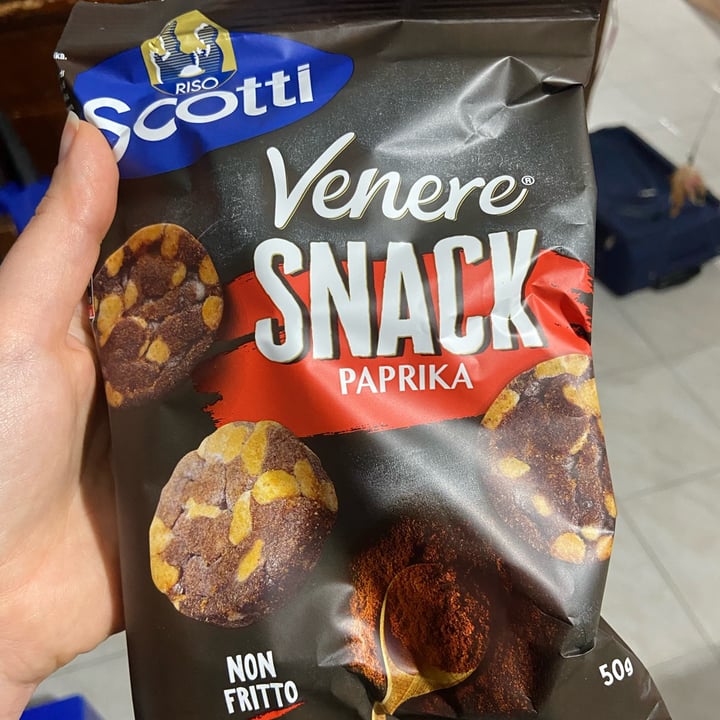 RISO
Scotti
Venere®
SNACK
PAPRIKA
NON
FRITTO
50g